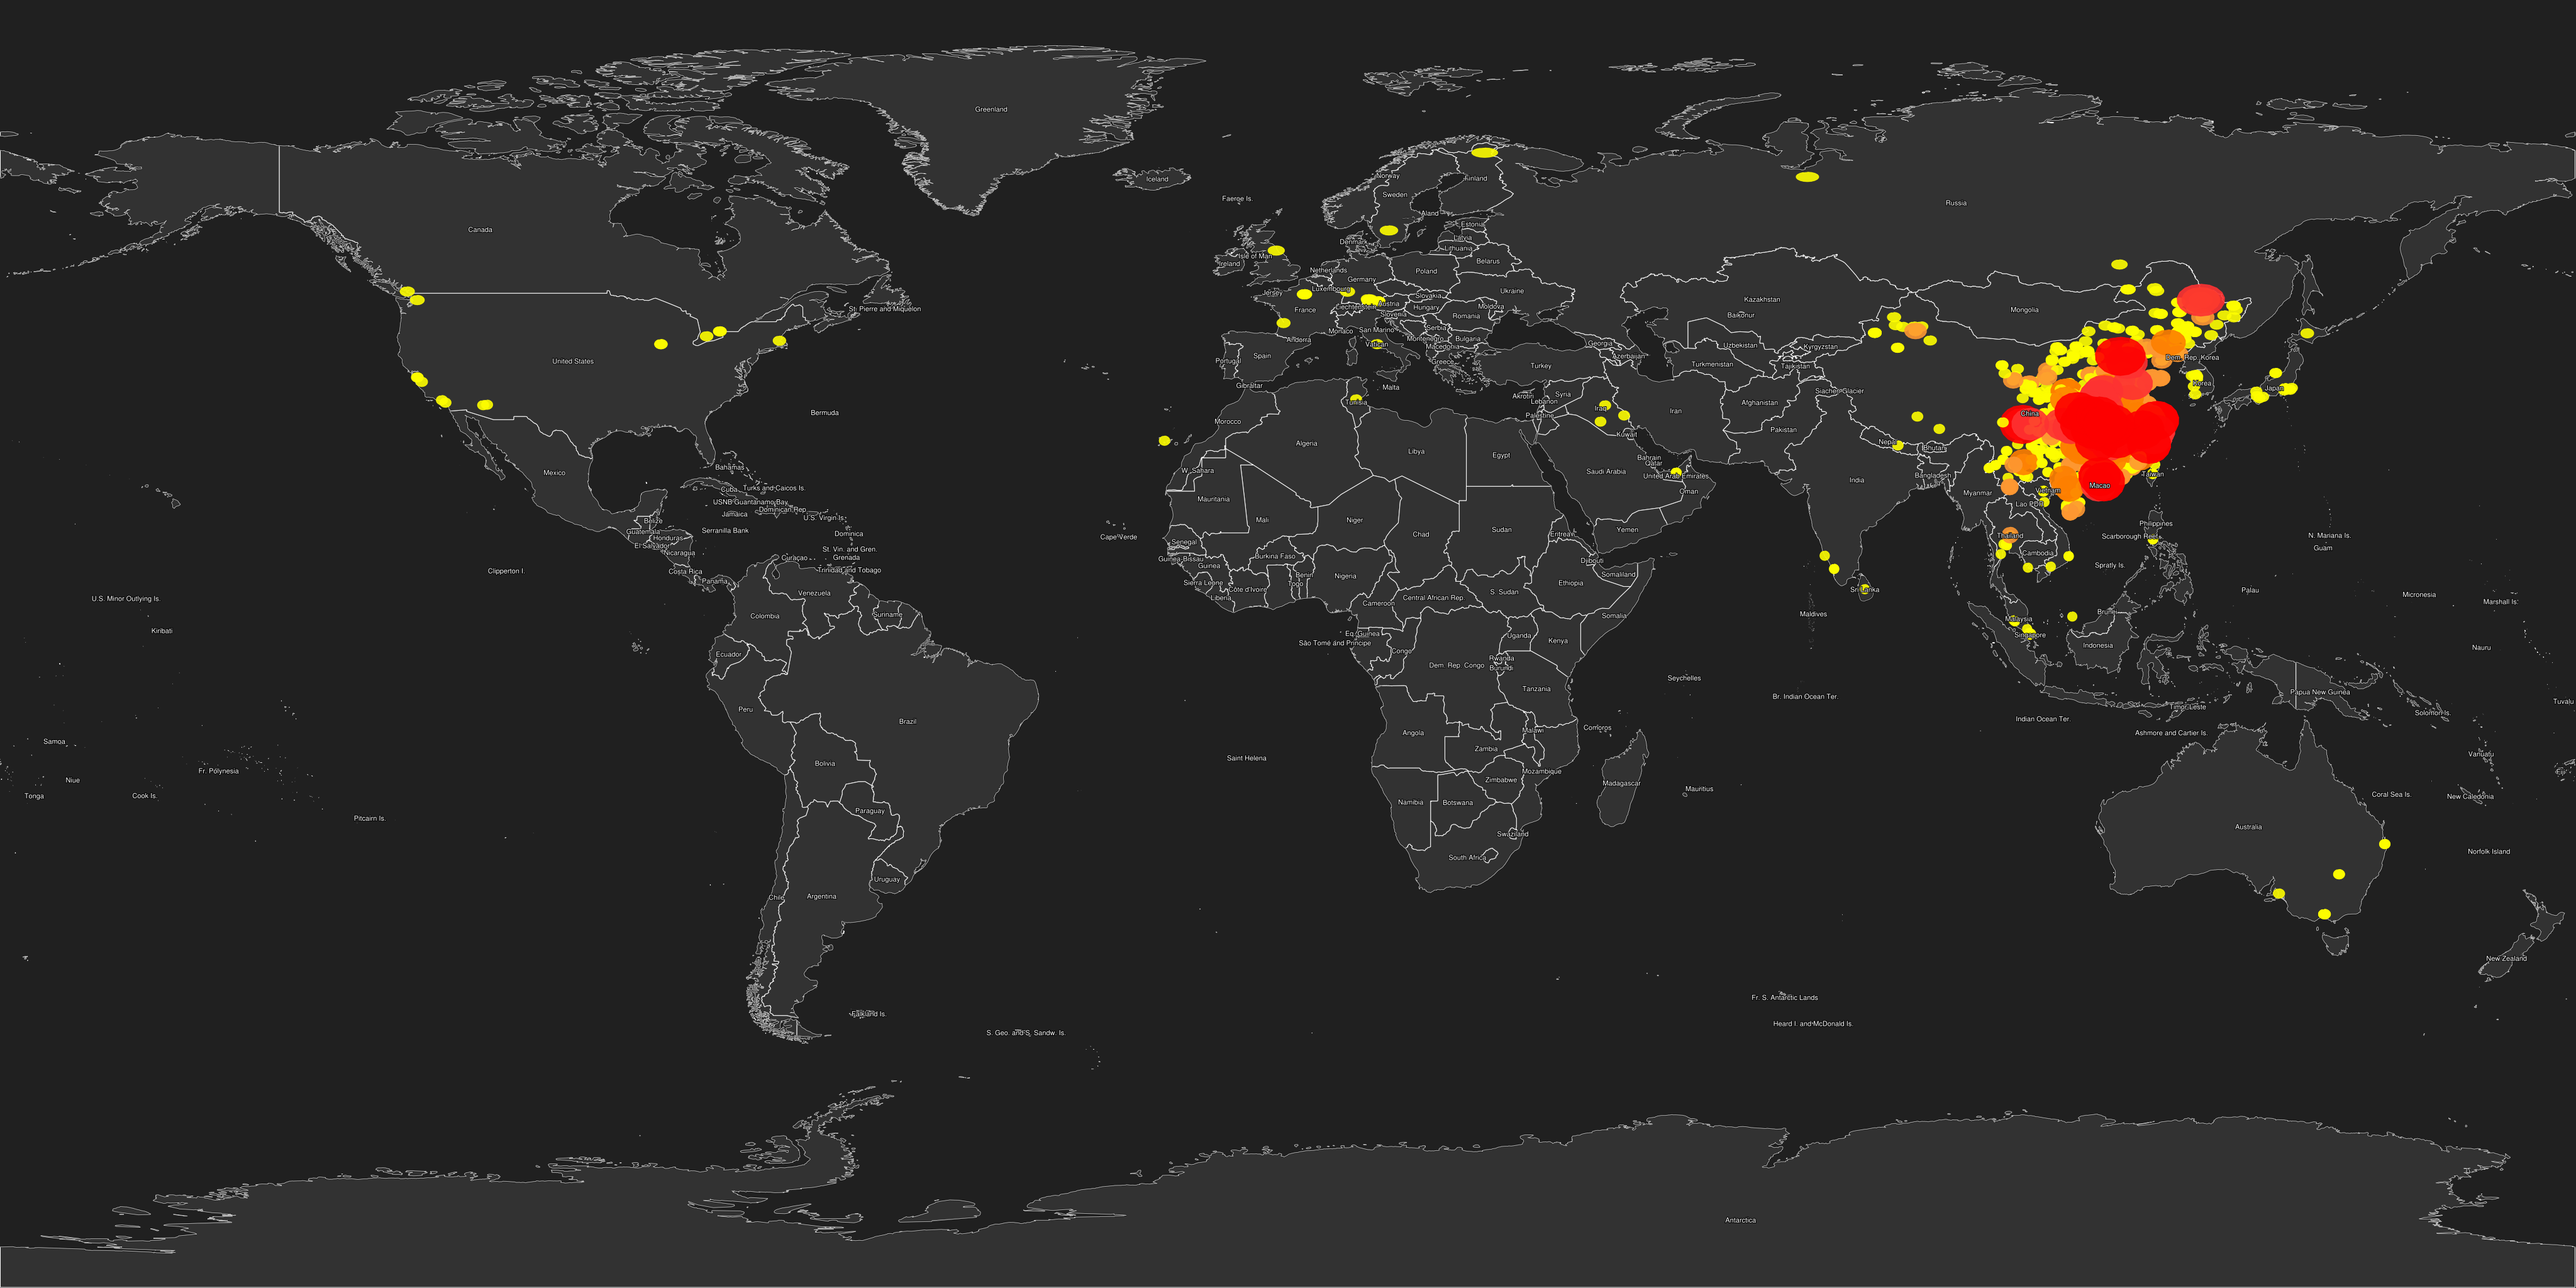 Greenland
Iceland
Norway
Finland
Sweden
Russia
Faeroe Is.
Aland
Estonia
Canada
Latvia
Denmark
Lithuania
Isle of Man
Ireland
Belarus
Netherlands
Poland
Germany
Luxembourg
Jersey
Ukraine
Slovakia
Kazakhstan
Liechtenstein
Austria
Hungary
Moldova
St. Pierre and Miquelon
France
Mongolia
Slovenia
Baikonur
Romania
San Marino
Serbia
Monaco
Montenegro
Bulgaria
Andorra
Vatican
Macedonia
Georgia
Uzbekistan
Kyrgyzstan
Spain
Portugal
Azerbaijan
Dem. Rep. Korea
United States
Greece
Turkey
Turkmenistan
Tajikistan
Gibraltar
Malta
Korea
Japan
Siachen Glacier
Syria
Akrotiri
Lebanon
Tunisia
Afghanistan
Iraq
Iran
Bermuda
Palestine
China
Morocco
Pakistan
Kuwait
Algeria
Nepal
Libya
Egypt
Bhutan
Bahrain
Qatar
Bahamas
W. Sahara
Saudi Arabia
United Arab Emirates
Bangladesh
Taiwan
Mexico
India
Macao
Cuba
Turks and Caicos Is.
Oman
Vietnam
Myanmar
Mauritania
USNB Guantanamo Bay
Lao PDR
Dominican Rep.
Jamaica
U.S. Virgin Is.
Mali
Niger
Belize
Philippines
Guatemala
Serranilla Bank
Sudan
Yemen
Honduras
Dominica
Chad
Eritrea
Thailand
Scarborough Reef
N. Mariana Is.
Cape Verde
Senegal
El Salvador
Guam
Nicaragua
St. Vin. and Gren.
Cambodia
Grenada
Curaçao
Guinea-Bissau
Burkina Faso
Djibouti
Guinea
Spratly Is.
Clipperton I.
Costa Rica
Trinidad and Tobago
Benin
Nigeria
Somaliland
Panama
Togo
Ethiopia
Sierra Leone
Côte d'Ivoire
Sri Lanka
Palau
Venezuela
S. Sudan
Micronesia
U.S. Minor Outlying Is.
Liberia
Central African Rep.
Marshall Is.
Cameroon
Brunei
Colombia
Suriname
Maldives
Somalia
Malaysia
Kiribati
Eq. Guinea
Singapore
Uganda
Kenya
São Tomé and Principe
Indonesia
Nauru
Congo
Ecuador
Rwanda
Dem. Rep. Congo
Burundi
Seychelles
Tanzania
Papua New Guinea
Br. Indian Ocean Ter.
Tuvalu
Timor-Leste
Peru
Solomon Is.
Indian Ocean Ter.
Brazil
Comoros
Malawi
Angola
Ashmore and Cartier Is.
Samoa
Zambia
Vanuatu
Saint Helena
Bolivia
Fr. Polynesia
Mozambique
Niue
Zimbabwe
Madagascar
Mauritius
Tonga
Cook Is.
Coral Sea Is.
New Caledonia
Namibia
Botswana
Paraguay
Pitcairn Is.
Australia
Swaziland
Norfolk Island
South Africa
Uruguay
Argentina
Chile
New Zealand
Fr. S. Antarctic Lands
Falkland Is.
Heard I. and McDonald Is.
S. Geo. and S. Sandw. Is.
Antarctica